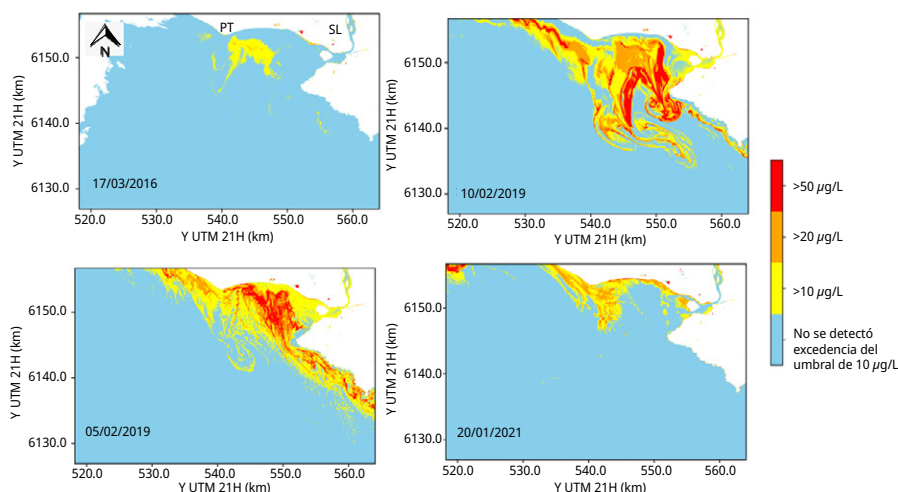 PT
SL
N
6150.0
6140.0
6130.0
Y UTM 21H (km)
17/03/2016
520.0
530.0
540.0
550.0
560.0
Y UTM 21H (km)
6150.0
6140.0
6130.0
Y UTM 21H (km)
10/02/2019
520.0
530.0
540.0
550.0
560.0
Y UTM 21H (km)
6150.0
6140.0
6130.0
Y UTM 21H (km)
05/02/2019
520.0
530.0
540.0
550.0
560.0
Y UTM 21H (km)
6150.0
6140.0
6130.0
Y UTM 21H (km)
20/01/2021
520.0
530.0
540.0
550.0
560.0
Y UTM 21H (km)
>50 µg/L
>20 µg/L
>10 µg/L
No se detectó
excedencia del
umbral de 10 µg/L